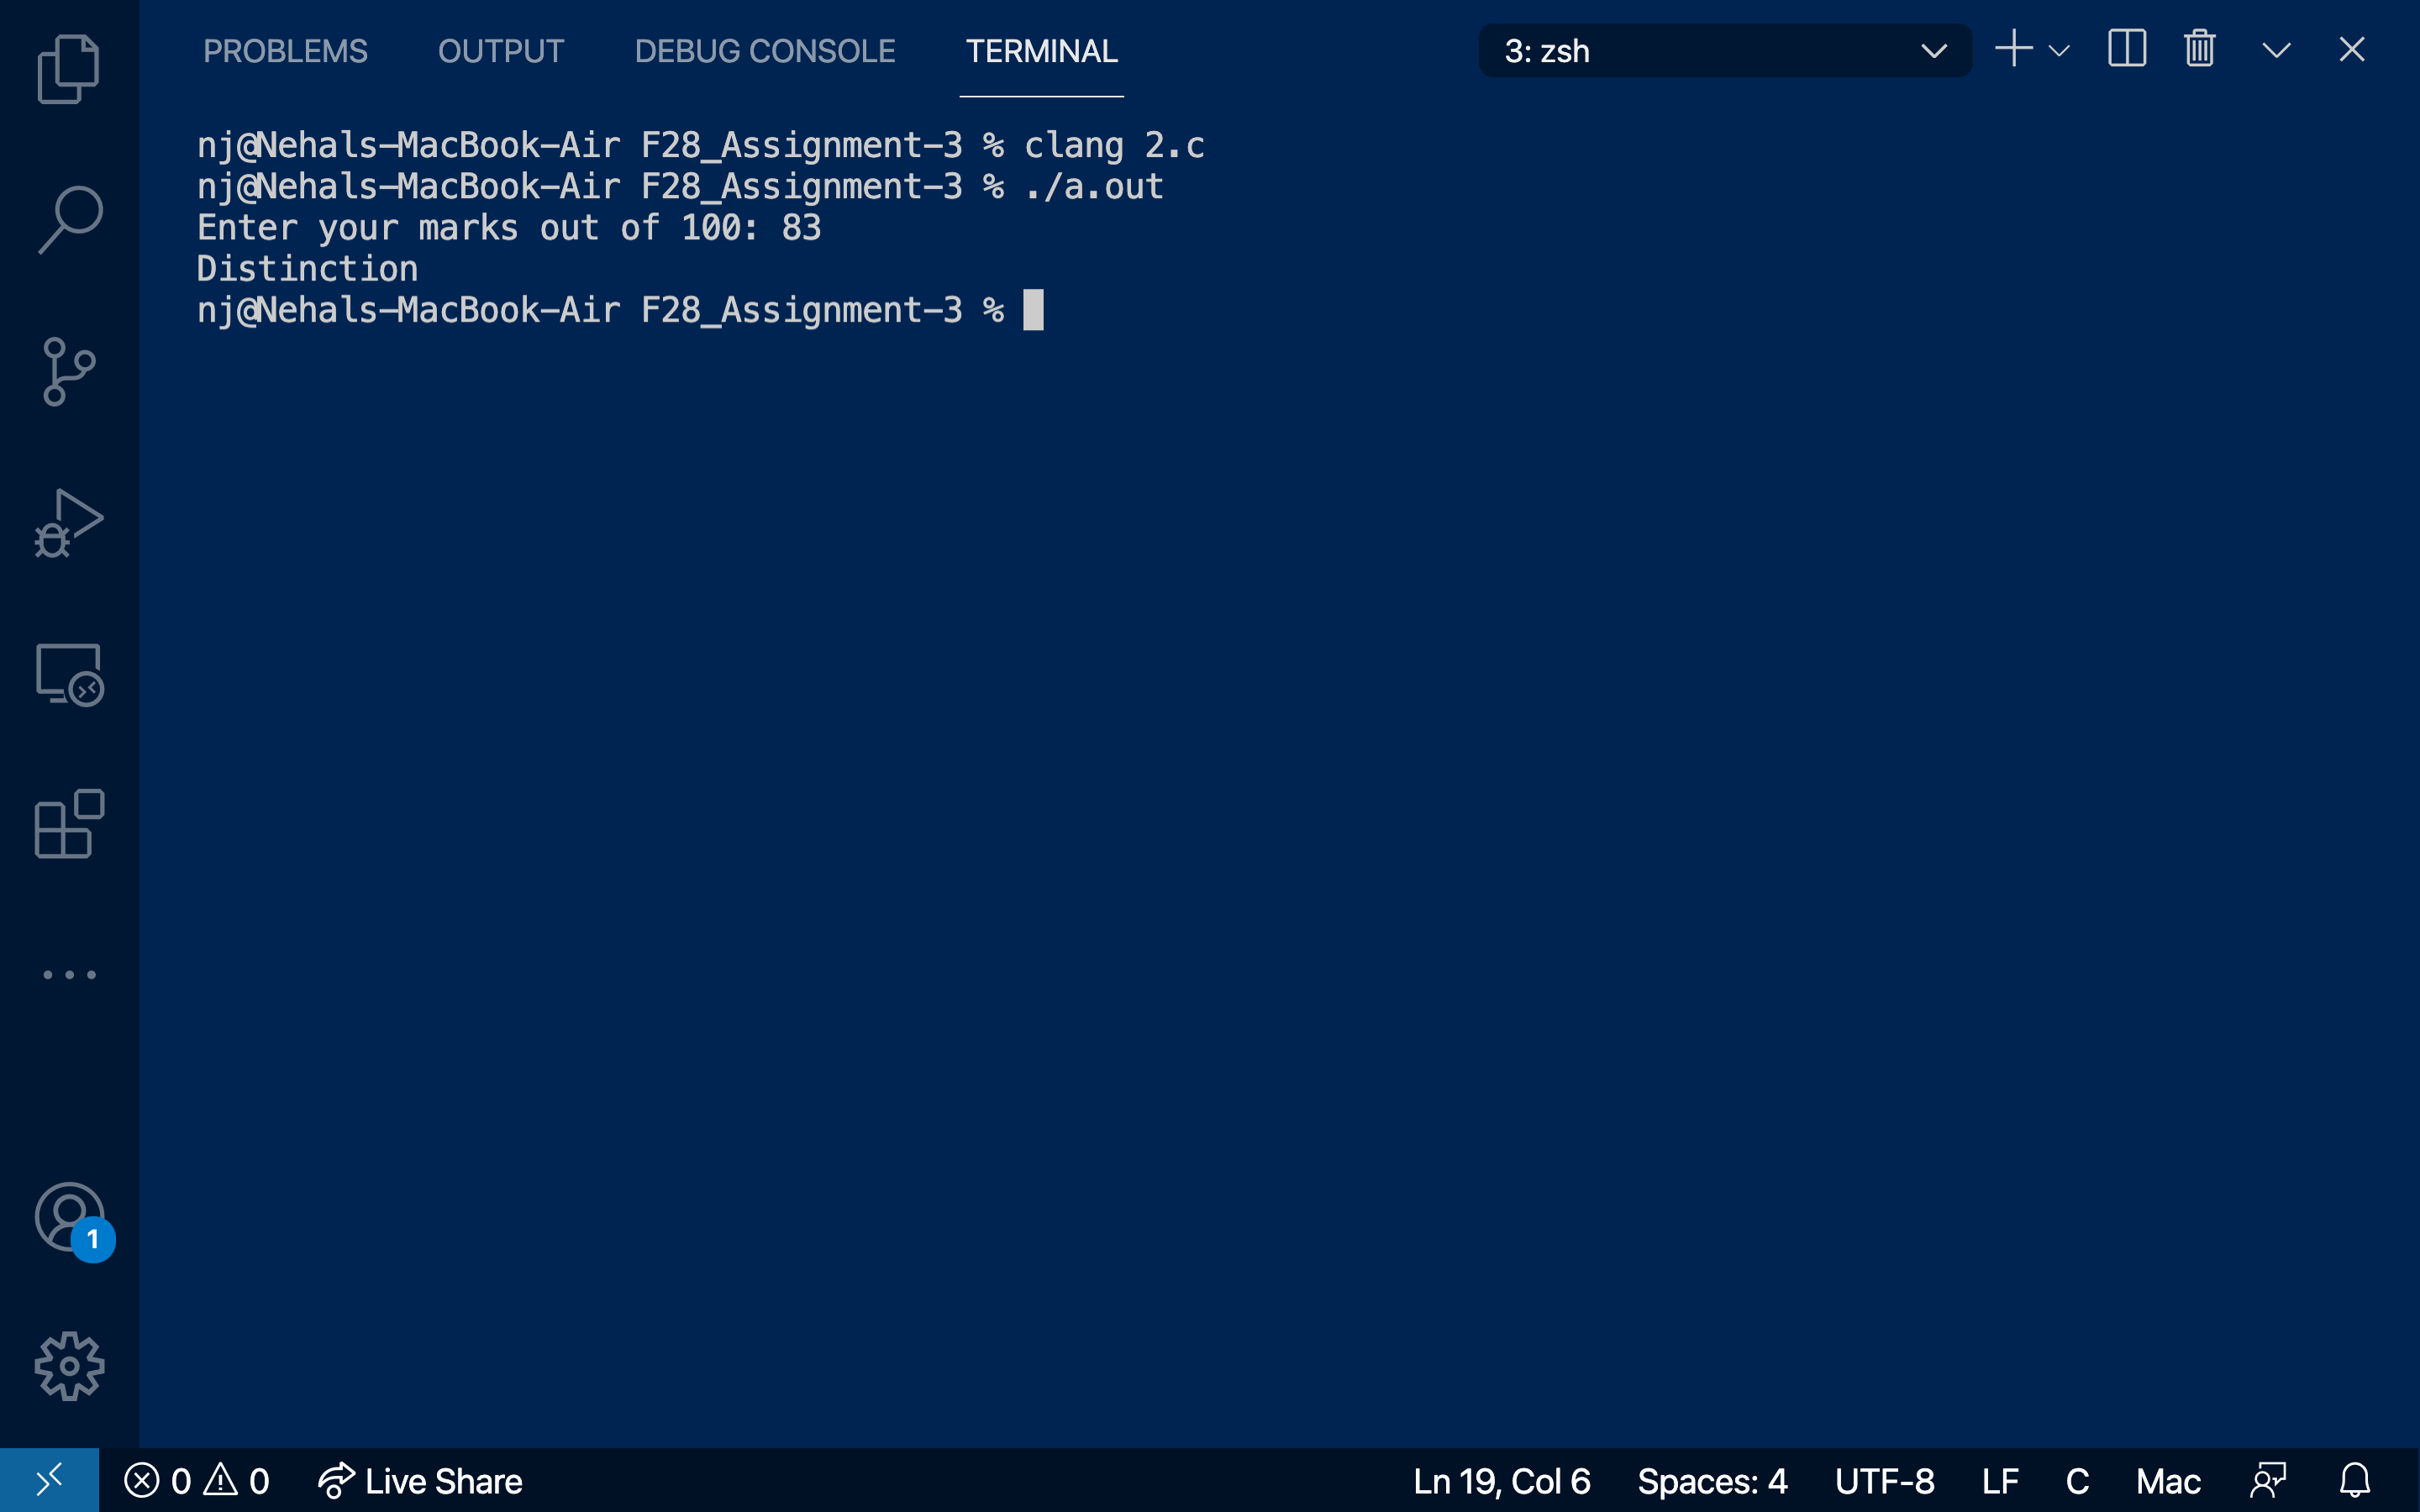 PROBLEMS OUTPUT DEBUG CONSOLE TERMINAL 3: zsh
nj@Nehals-MacBook-Air F28_Assignment-3 % clang 2.c
nj@Nehals-MacBook-Air F28_Assignment-3 % ./a.out
Enter your marks out of 100: 83
Distinction
nj@Nehals-MacBook-Air F28_Assignment-3 %
1
0 0 Live Share Ln 19, Col 6 Spaces: 4 UTF-8 LF C Mac